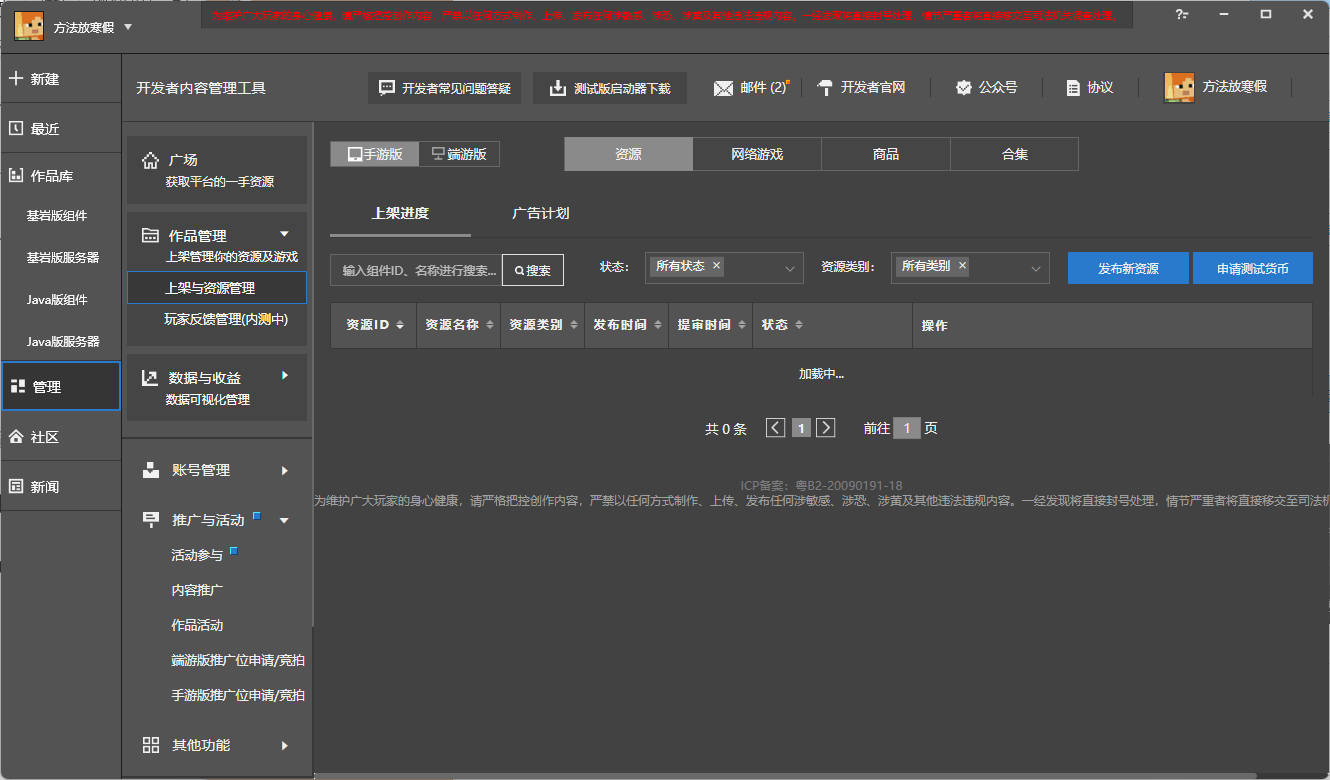 方法放寒假
为维护广大玩家的身心健康，请严格把控创作内容，严禁以任何方式制作、上传、发布任何涉敏感、涉恐、涉黄及其他违法违规内容。一经发现将直接封号处理，情节严重者将直接移交至司法机关进行处理。
新建
最近
作品库
基岩版组件
基岩版服务器
Java版组件
Java版服务器
管理
社区
新闻
开发者内容管理工具
开发者常见问题答疑
测试版启动器下载
邮件 (2)
开发者官网
公众号
协议
方法放寒假
广场
获取平台的一手资源
作品管理
上架管理你的资源及游戏
上架与资源管理
玩家反馈管理(内测中)
数据与收益
数据可视化管理
账号管理
推广与活动
活动参与
内容推广
作品活动
端游版推广位申请/竞拍
手游版推广位申请/竞拍
其他功能
手游版 端游版
资源 网络游戏 商品 合集
上架进度 广告计划
输入组件ID、名称进行搜索... 搜索 状态: 所有状态 × 资源类别: 所有类别 × 发布新资源 申请测试货币
资源ID 资源名称 资源类别 发布时间 提审时间 状态 操作
加载中...
共 0 条 1 前往 1 页
ICP备案：粤B2-20090191-18
为维护广大玩家的身心健康，请严格把控创作内容，严禁以任何方式制作、上传、发布任何涉敏感、涉恐、涉黄及其他违法违规内容。一经发现将直接封号处理，情节严重者将直接移交至司法机